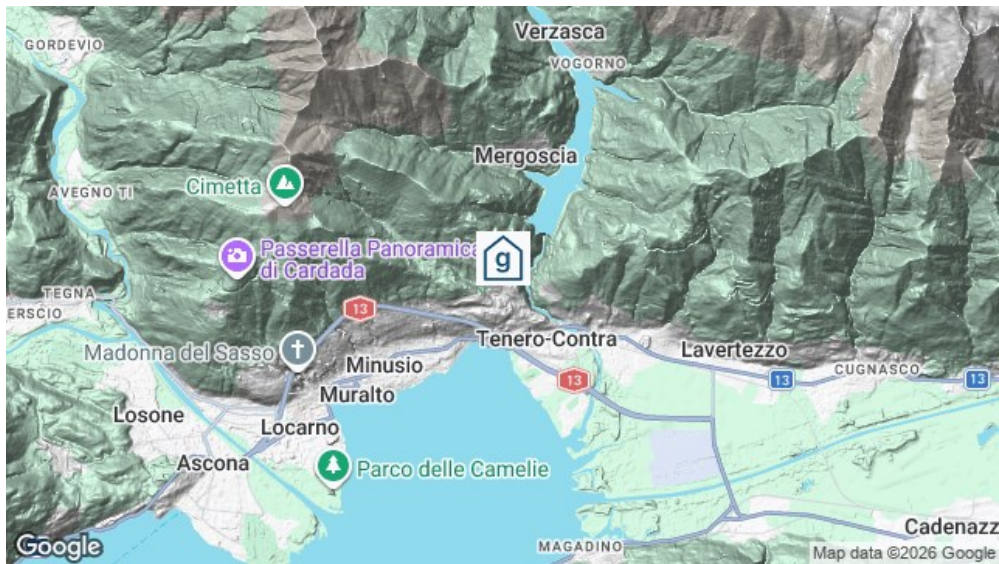 Verzasca
GORDEVIO
VOGORNO
Mergoscia
Cimetta
AVEGNO TI
Passerella Panoramica
di Cardada
g
TEGNA
ERSCIO
13
Tenero-Contra
Madonna del Sasso
Minusio
Lavertezzo
CUGNASCO
13
13
13
Muralto
Losone
Locarno
Ascona
Parco delle Camelie
Cadenazz
MAGADINO
Google
Map data ©2026 Google